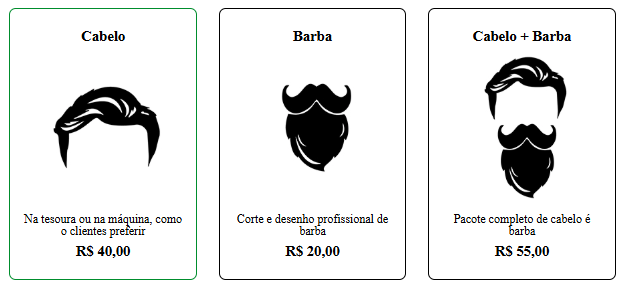 Cabelo
Na tesoura ou na máquina, como
o clientes preferir
R$ 40,00
Barba
Corte e desenho profissional de
barba
R$ 20,00
Cabelo + Barba
Pacote completo de cabelo é
barba
R$ 55,00